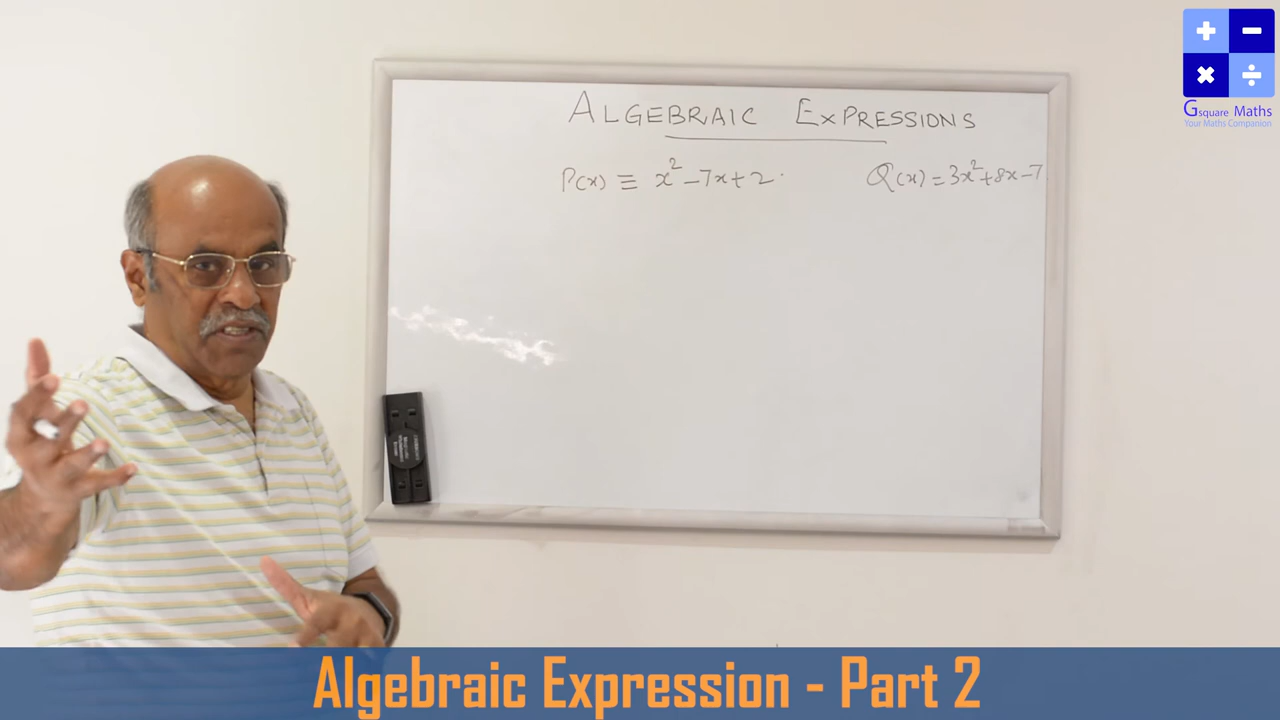 Gsquare Maths
Your Maths Companion
ALGEBRAIC EXPRESSIONS
P(x) ≡ x² - 7x + 2 Q(x) = 3x² + 8x - 7
Algebraic Expression - Part 2